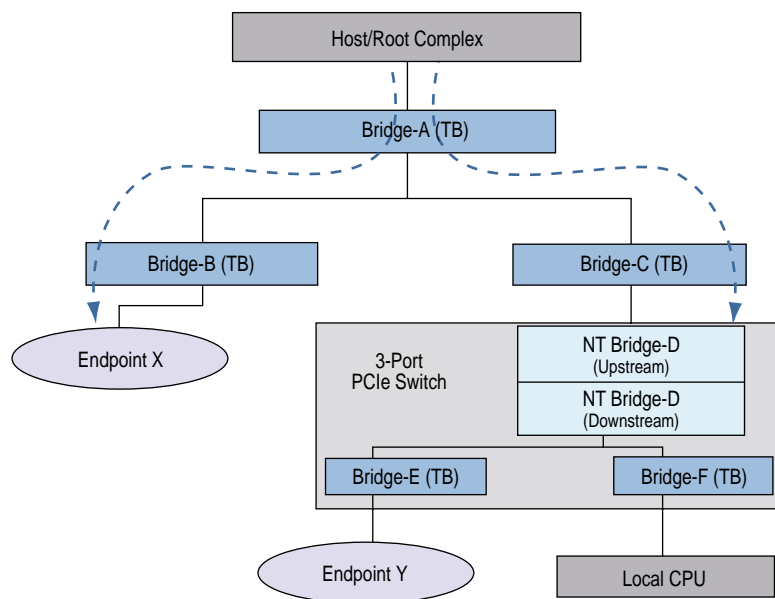 Host/Root Complex
Bridge-A (TB)
Bridge-B (TB)
Bridge-C (TB)
Endpoint X
3-Port
PCIe Switch
NT Bridge-D
(Upstream)
NT Bridge-D
(Downstream)
Bridge-E (TB)
Bridge-F (TB)
Endpoint Y
Local CPU